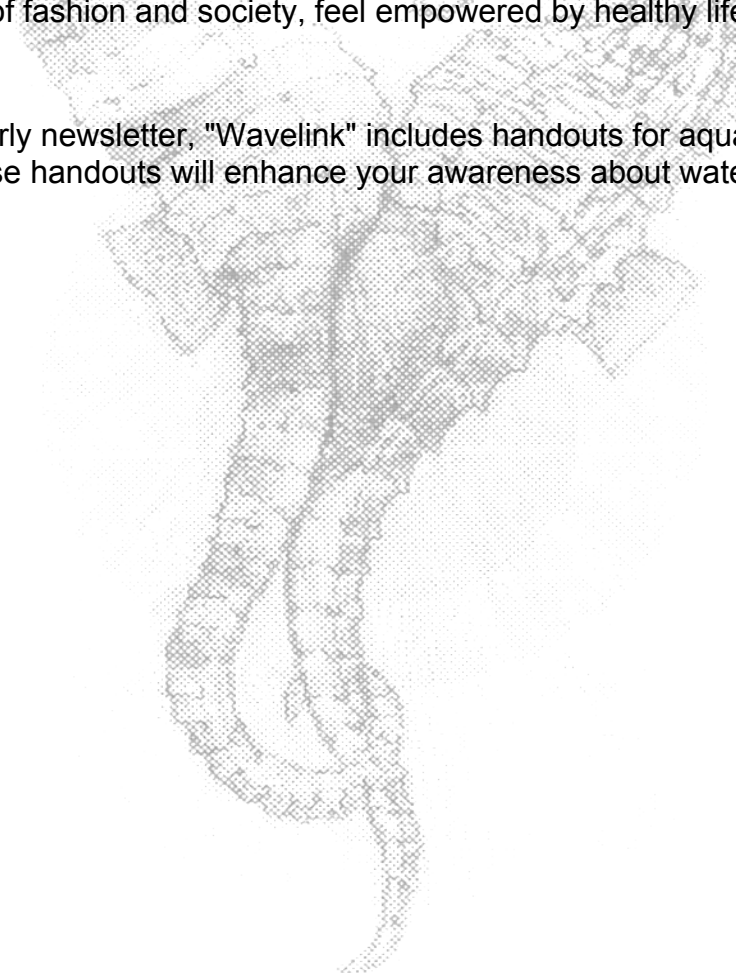 of fashion and society, feel empowered by healthy life
rly newsletter, "Wavelink" includes handouts for aqua
se handouts will enhance your awareness about wate